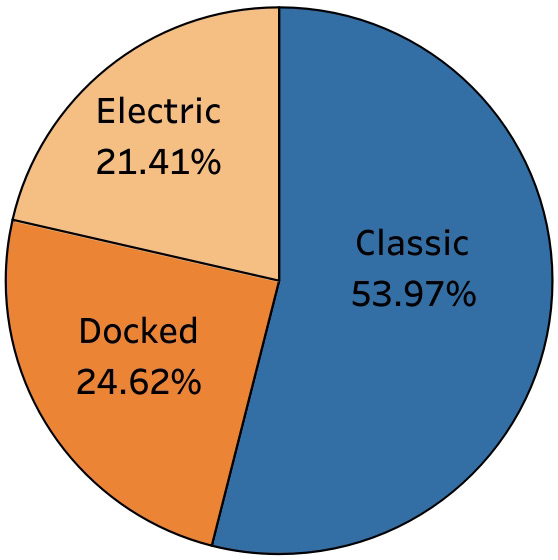 Electric
21.41%
Classic
53.97%
Docked
24.62%